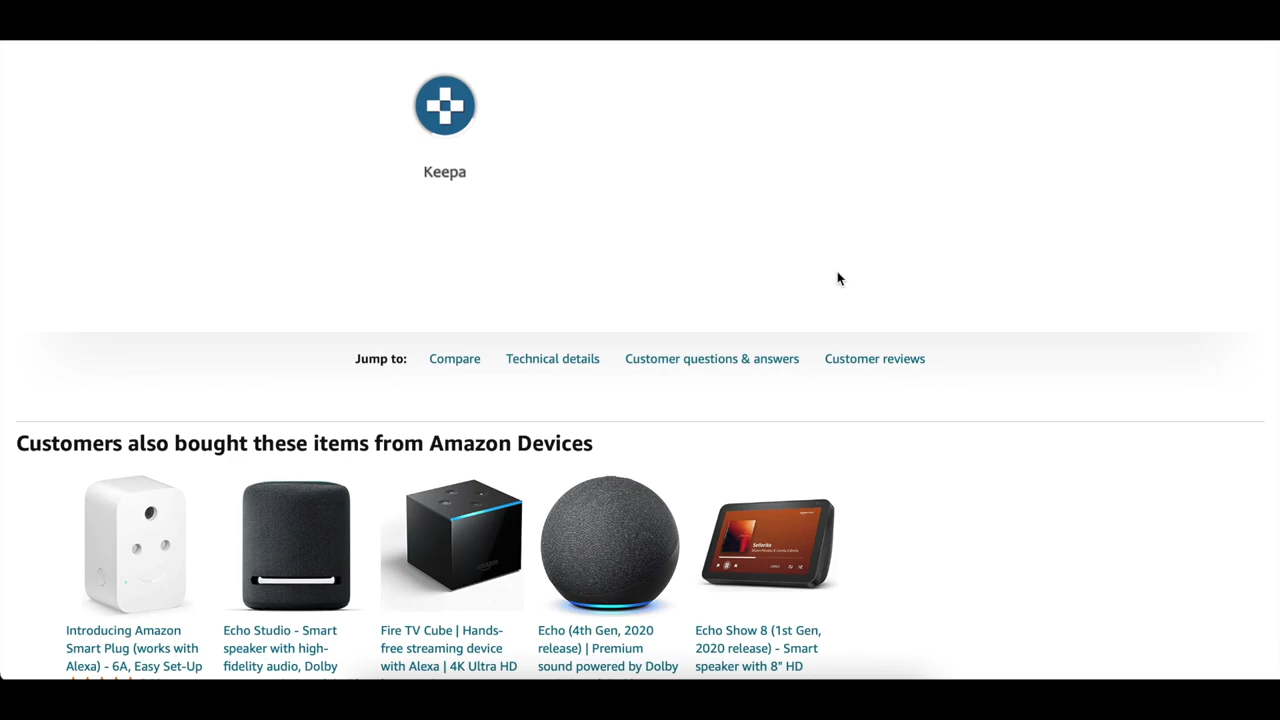 Keepa
Jump to: Compare Technical details Customer questions & answers Customer reviews
Customers also bought these items from Amazon Devices
Introducing Amazon
Smart Plug (works with
Alexa) - 6A, Easy Set-Up
Echo Studio - Smart
speaker with high-
fidelity audio, Dolby
Fire TV Cube | Hands-
free streaming device
with Alexa | 4K Ultra HD
Echo (4th Gen, 2020
release) | Premium
sound powered by Dolby
Echo Show 8 (1st Gen,
2020 release) - Smart
speaker with 8" HD